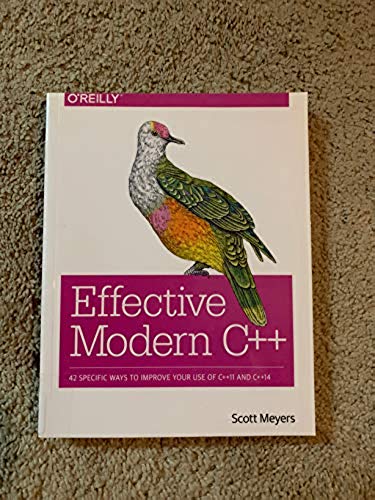 O'REILLY®
Effective
Modern C++
42 SPECIFIC WAYS TO IMPROVE YOUR USE OF C++11 AND C++14
Scott Meyers